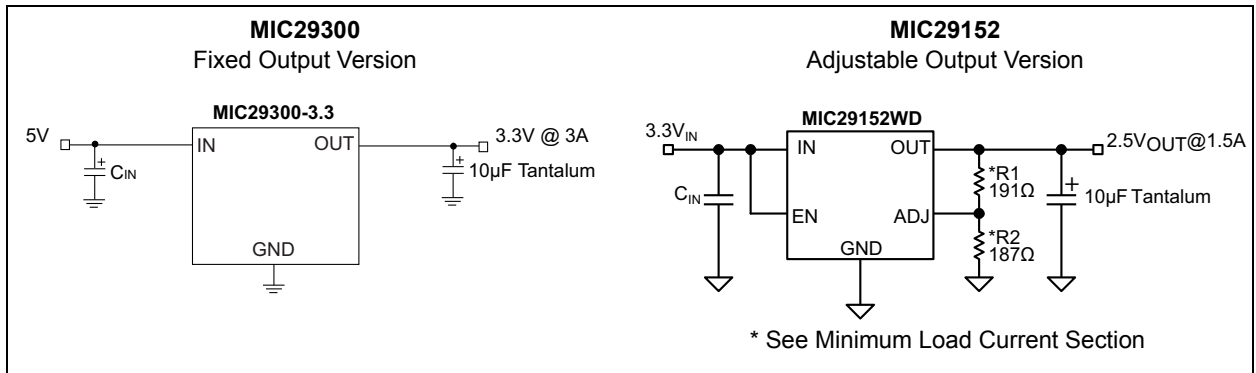 MIC29300
Fixed Output Version
MIC29300-3.3
5V
IN
OUT
3.3V @ 3A
+
CIN
+
10µF Tantalum
GND
MIC29152
Adjustable Output Version
MIC29152WD
3.3VIN
IN
OUT
2.5VOUT@1.5A
*R1
191Ω
CIN
+
10µF Tantalum
EN
ADJ
*R2
187Ω
GND
* See Minimum Load Current Section